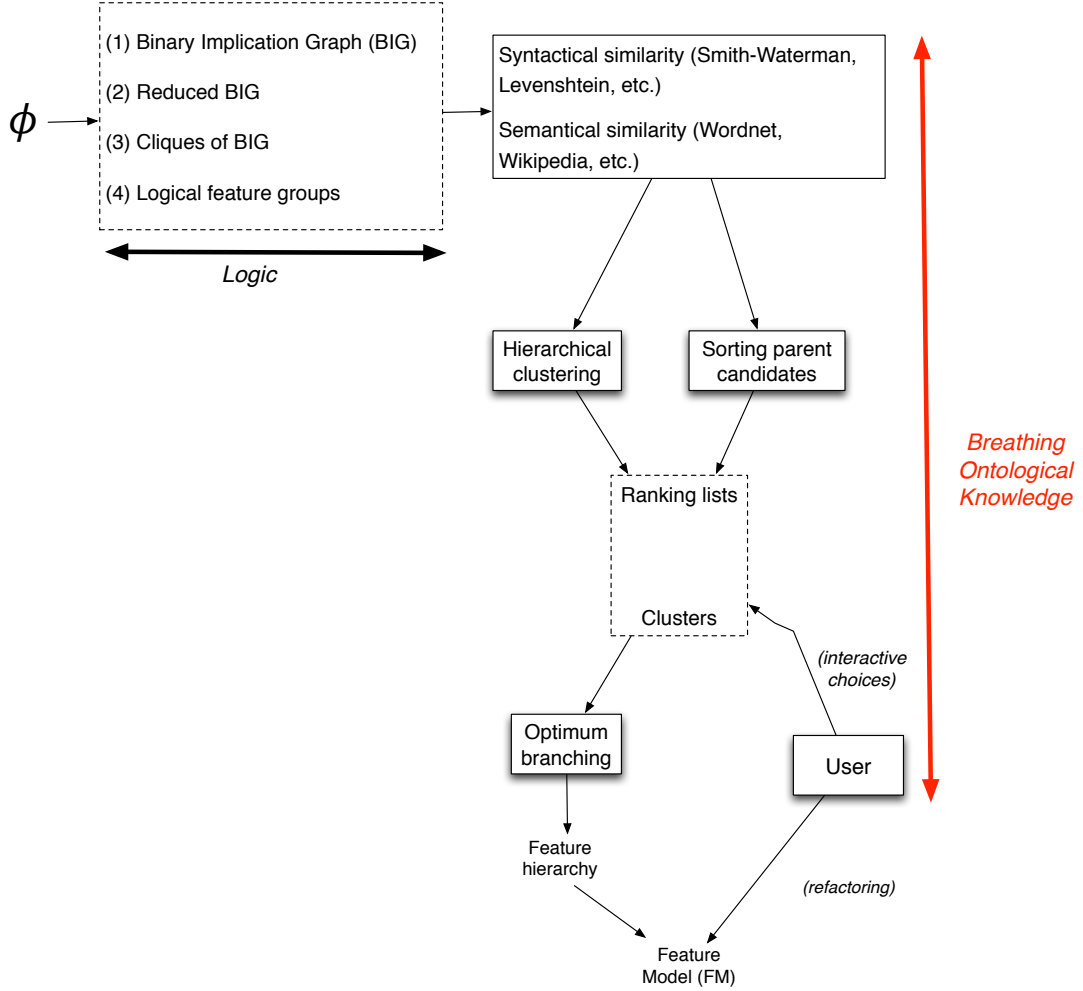 (1) Binary Implication Graph (BIG)
(2) Reduced BIG
ϕ
(3) Cliques of BIG
(4) Logical feature groups
Logic
Syntactical similarity (Smith-Waterman,
Levenshtein, etc.)
Semantical similarity (Wordnet,
Wikipedia, etc.)
Hierarchical
clustering
Sorting parent
candidates
Breathing
Ontological
Knowledge
Ranking lists
Clusters
(interactive
choices)
Optimum
branching
User
Feature
hierarchy
(refactoring)
Feature
Model (FM)